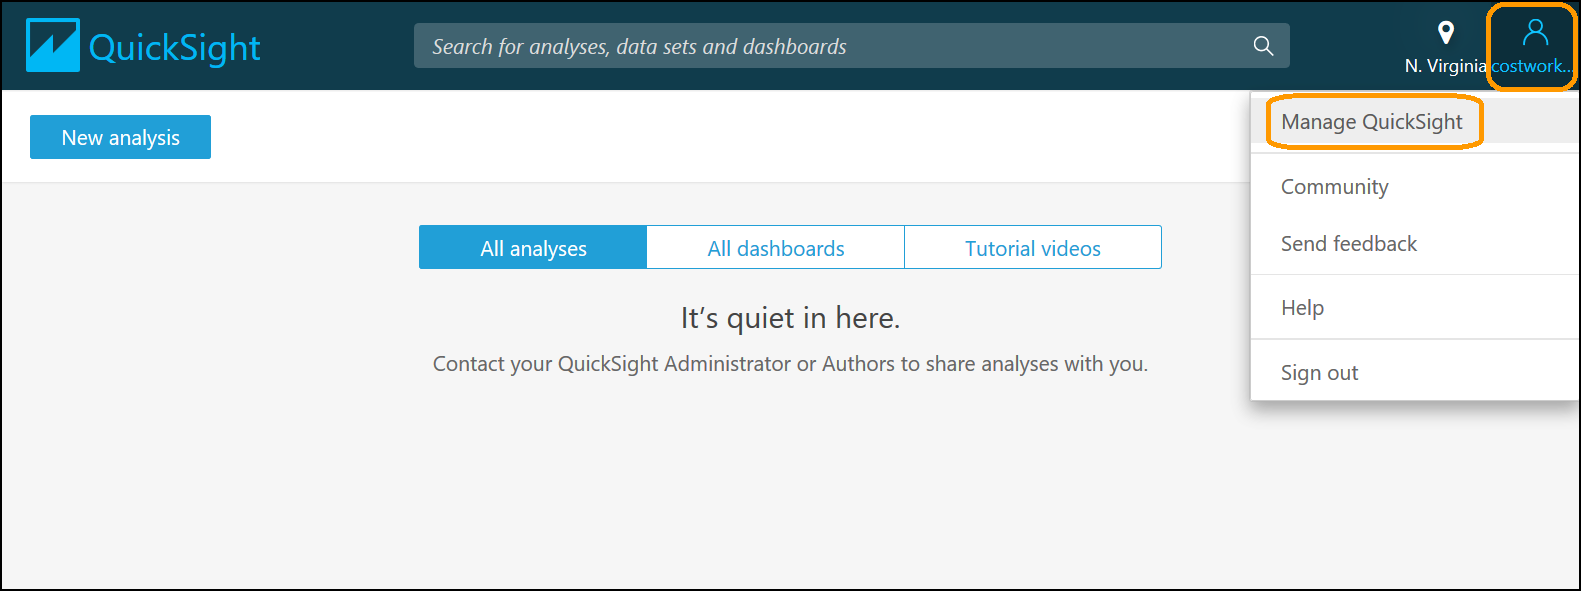 QuickSight
Search for analyses, data sets and dashboards
N. Virginia
costwork...
New analysis
Manage QuickSight
Community
Send feedback
Help
Sign out
All analyses
All dashboards
Tutorial videos
It's quiet in here.
Contact your QuickSight Administrator or Authors to share analyses with you.